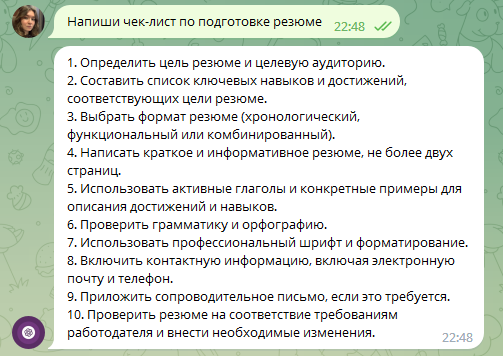 Напиши чек-лист по подготовке резюме 22:48
1. Определить цель резюме и целевую аудиторию.
2. Составить список ключевых навыков и достижений,
соответствующих цели резюме.
3. Выбрать формат резюме (хронологический,
функциональный или комбинированный).
4. Написать краткое и информативное резюме, не более двух
страниц.
5. Использовать активные глаголы и конкретные примеры для
описания достижений и навыков.
6. Проверить грамматику и орфографию.
7. Использовать профессиональный шрифт и форматирование.
8. Включить контактную информацию, включая электронную
почту и телефон.
9. Приложить сопроводительное письмо, если это требуется.
10. Проверить резюме на соответствие требованиям
работодателя и внести необходимые изменения. 22:48